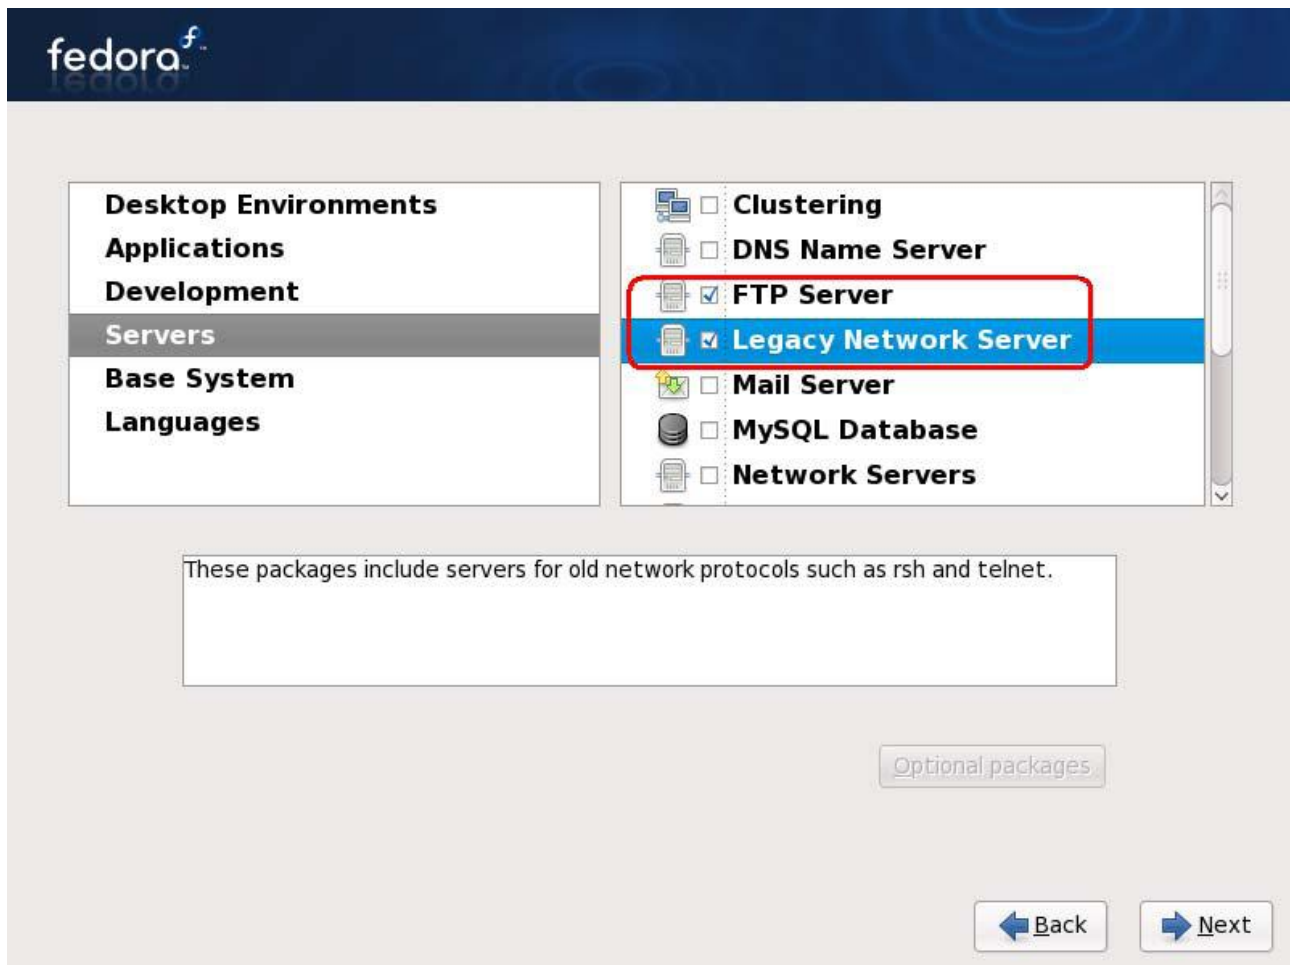 fedora
Desktop Environments
Applications
Development
Servers
Base System
Languages
Clustering
DNS Name Server
FTP Server
Legacy Network Server
Mail Server
MySQL Database
Network Servers
These packages include servers for old network protocols such as rsh and telnet.
Optional packages
Back
Next